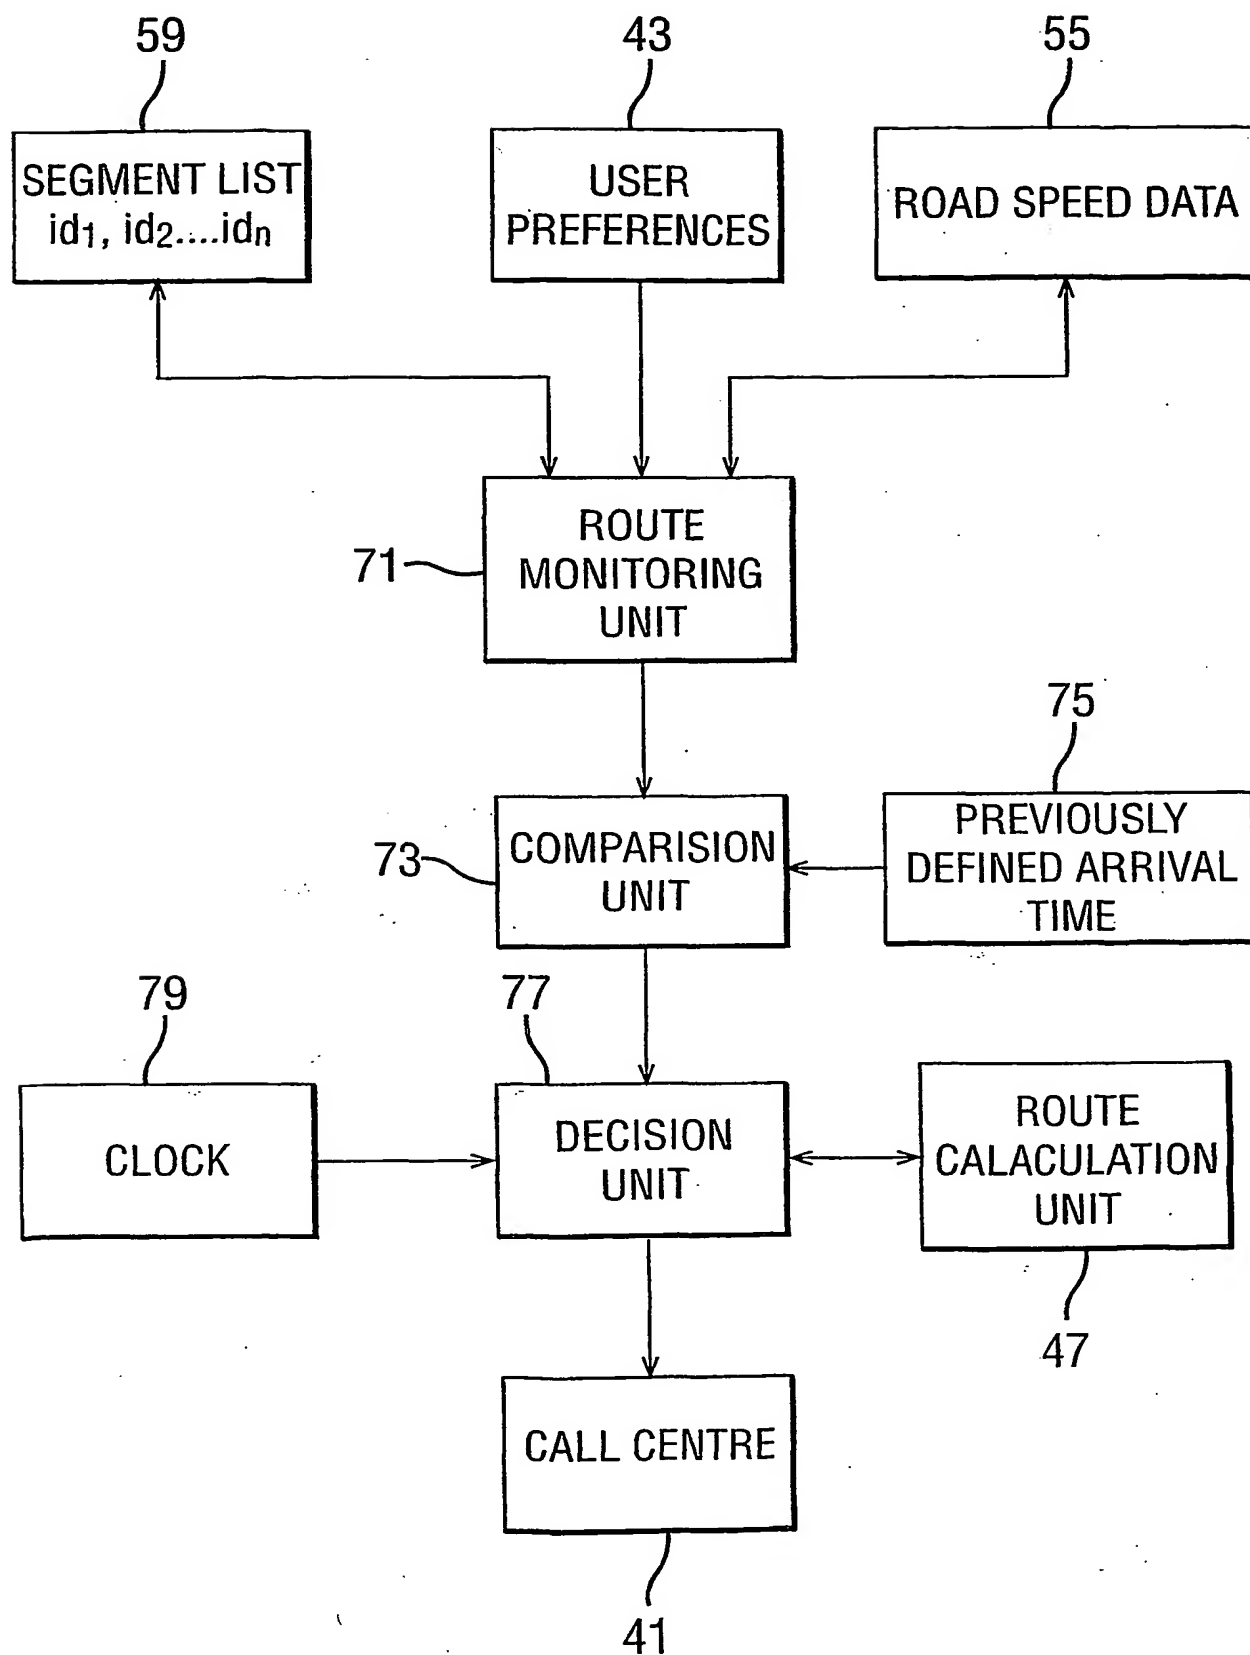 59
43
55
SEGMENT LIST
id1, id2....idn
USER
PREFERENCES
ROAD SPEED DATA
71
ROUTE
MONITORING
UNIT
75
73
COMPARISION
UNIT
PREVIOUSLY
DEFINED ARRIVAL
TIME
79
77
CLOCK
DECISION
UNIT
ROUTE
CALACULATION
UNIT
47
CALL CENTRE
41